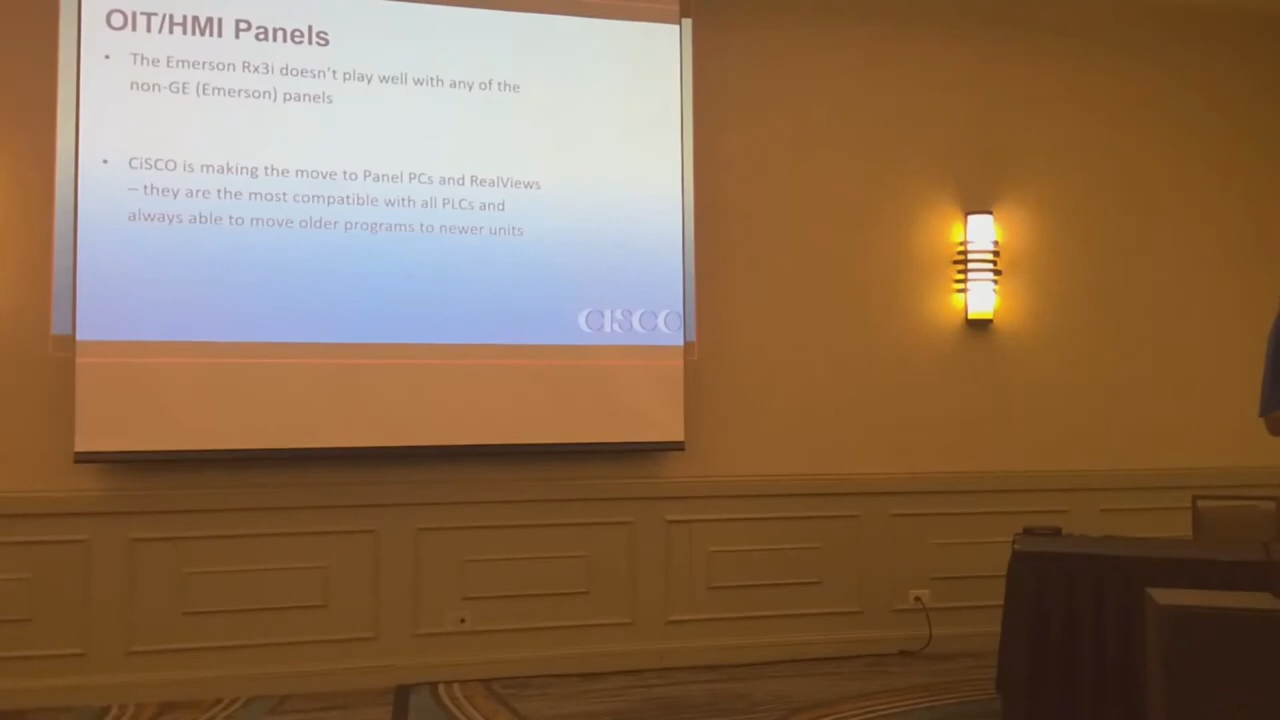 OIT/HMI Panels
• The Emerson Rx3i doesn't play well with any of the
non-GE (Emerson) panels
• CiSCO is making the move to Panel PCs and RealViews
– they are the most compatible with all PLCs and
always able to move older programs to newer units
CISCO